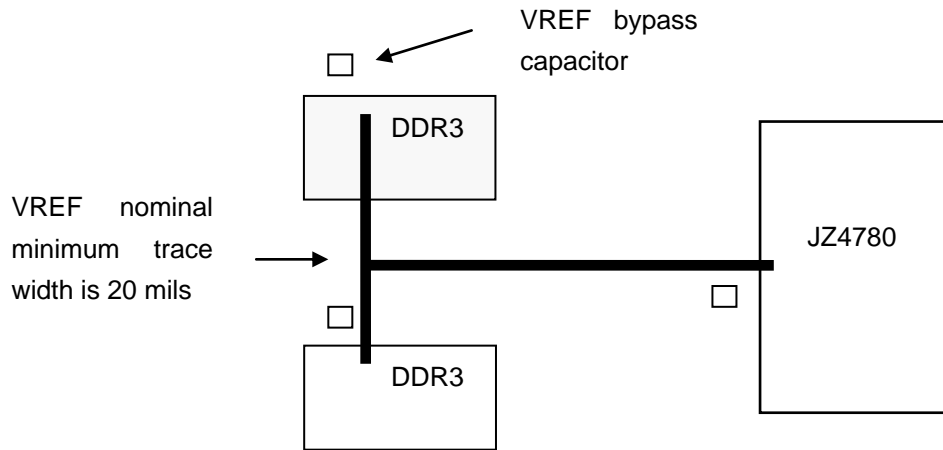 VREF bypass
capacitor
DDR3
VREF nominal
minimum trace
width is 20 mils
JZ4780
DDR3